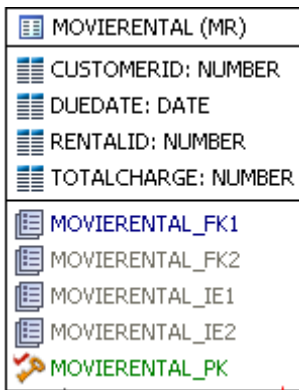 MOVIERENTAL (MR)
CUSTOMERID: NUMBER
DUEDATE: DATE
RENTALID: NUMBER
TOTALCHARGE: NUMBER
MOVIERENTAL_FK1
MOVIERENTAL_FK2
MOVIERENTAL_IE1
MOVIERENTAL_IE2
MOVIERENTAL_PK